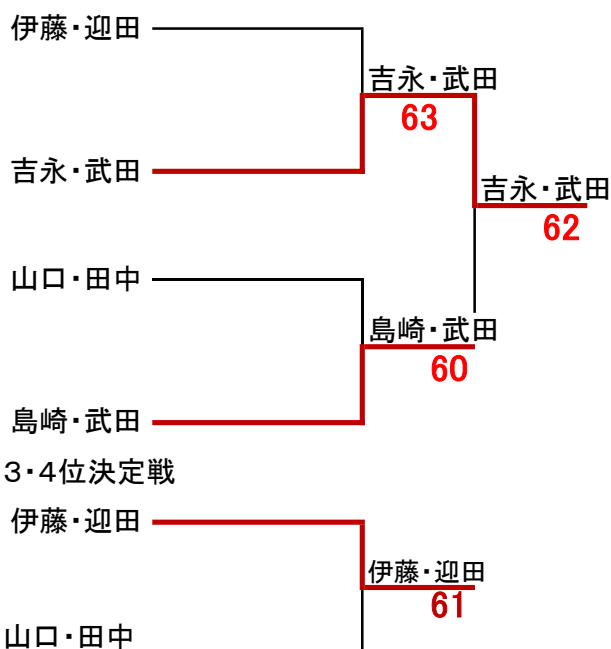 伊藤・迎田
吉永・武田
63
吉永・武田
吉永・武田
62
山口・田中
島崎・武田
60
島崎・武田
3・4位決定戦
伊藤・迎田
伊藤・迎田
61
山口・田中